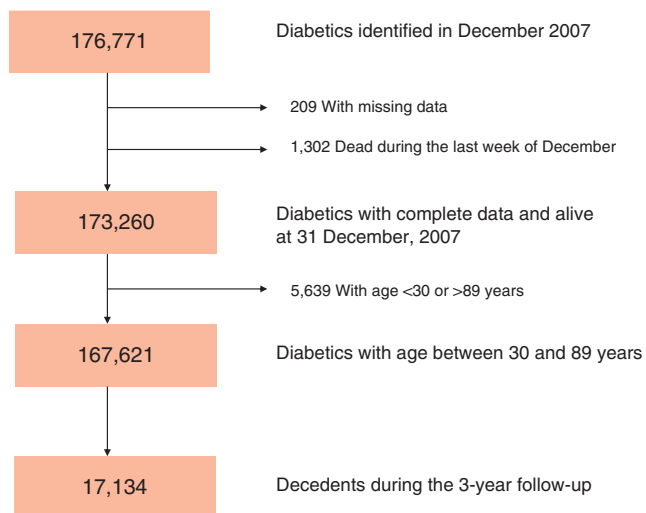 176,771
Diabetics identified in December 2007
209 With missing data
1,302 Dead during the last week of December
173,260
Diabetics with complete data and alive
at 31 December, 2007
5,639 With age <30 or >89 years
167,621
Diabetics with age between 30 and 89 years
17,134
Decedents during the 3-year follow-up